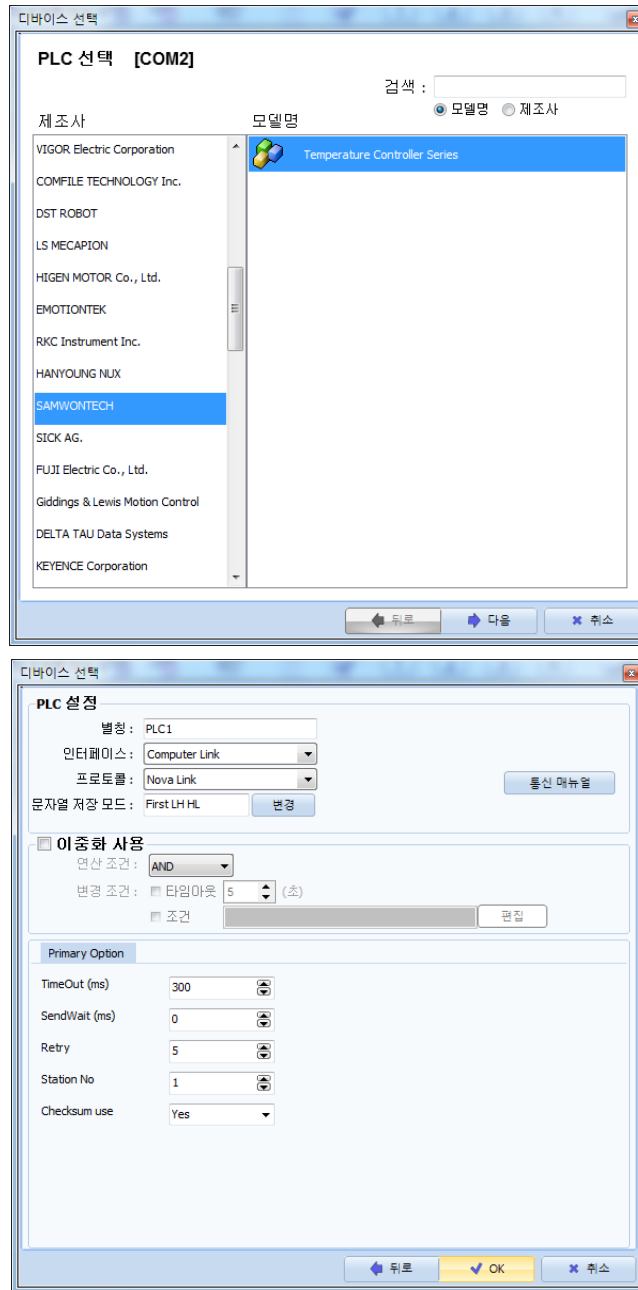 디바이스 선택
PLC 선택 [COM2]
검색 :
모델명 제조사
제조사 모델명
VIGOR Electric Corporation
COMFILE TECHNOLOGY Inc.
DST ROBOT
LS MECAPION
HIGEN MOTOR Co., Ltd.
EMOTIONTEK
RKC Instrument Inc.
HANYOUNG NUX
SAMWONTECH
SICK AG.
FUJI Electric Co., Ltd.
Giddings & Lewis Motion Control
DELTA TAU Data Systems
KEYENCE Corporation
Temperature Controller Series
뒤로 다음 취소
디바이스 선택
PLC 설정
별칭 : PLC1
인터페이스 : Computer Link
프로토콜 : Nova Link 통신 매뉴얼
문자열 저장 모드 : First LH HL 변경
이중화 사용
연산 조건 : AND
변경 조건 : 타임아웃 5 (초)
조건 편집
Primary Option
TimeOut (ms) 300
SendWait (ms) 0
Retry 5
Station No 1
Checksum use Yes
뒤로 OK 취소